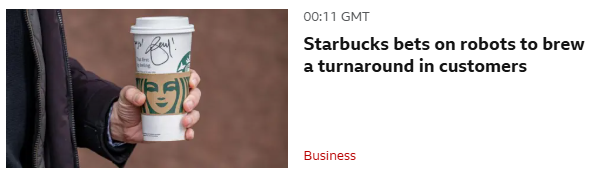 00:11 GMT
Starbucks bets on robots to brew
a turnaround in customers
Business